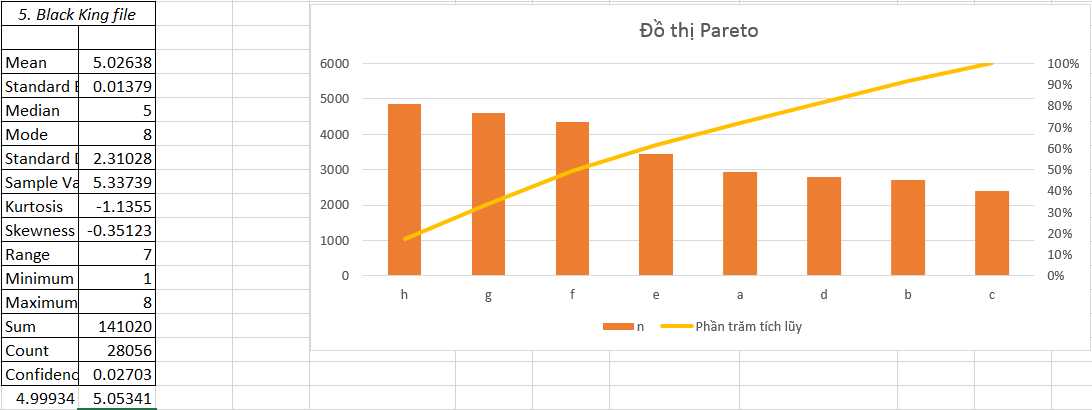 5. Black King file
Mean 5.02638
Standard E 0.01379
Median 5
Mode 8
Standard D 2.31028
Sample Va 5.33739
Kurtosis -1.1355
Skewness -0.35123
Range 7
Minimum 1
Maximum 8
Sum 141020
Count 28056
Confidenc 0.02703
4.99934 5.05341
Đồ thị Pareto
6000
5000
4000
3000
2000
1000
0
100%
90%
80%
70%
60%
50%
40%
30%
20%
10%
0%
h g f e a d b c
n Phần trăm tích lũy